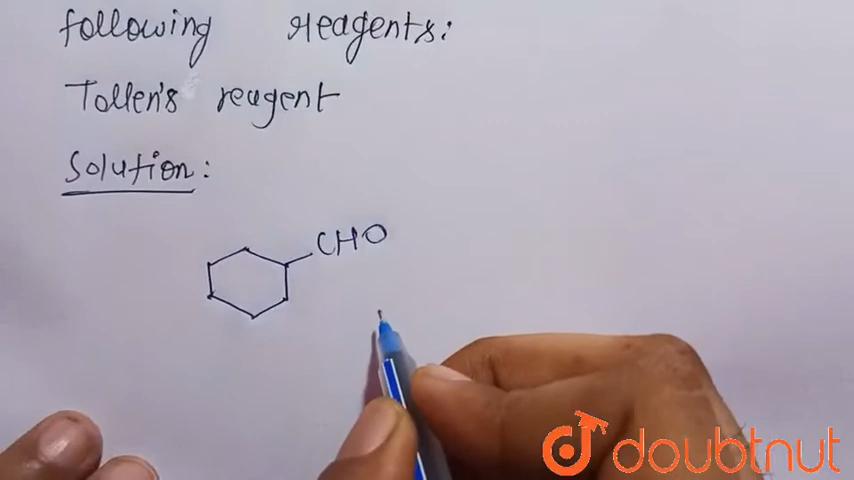 following reagents:
Tollen's reagent
Solution:
CHO
doubtnut